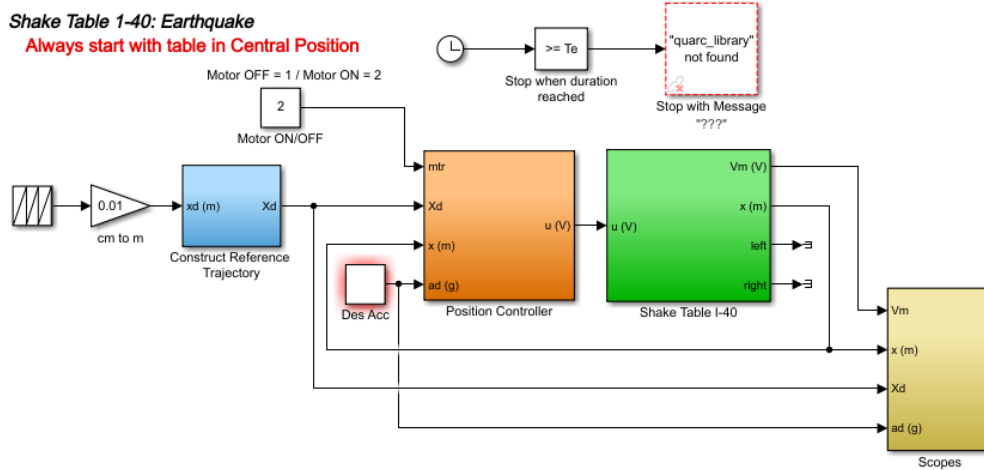 Shake Table 1-40: Earthquake
Always start with table in Central Position
>= Te
Stop when duration
reached
"quarc_library"
not found
Stop with Message
"???"
Motor OFF = 1 / Motor ON = 2
2
Motor ON/OFF
0.01
cm to m
xd (m)
Xd
Construct Reference
Trajectory
Des Acc
mtr
Xd
x (m)
ad (g)
u (V)
Position Controller
u (V)
Vm (V)
x (m)
left
right
Shake Table I-40
Vm
x (m)
Xd
ad (g)
Scopes